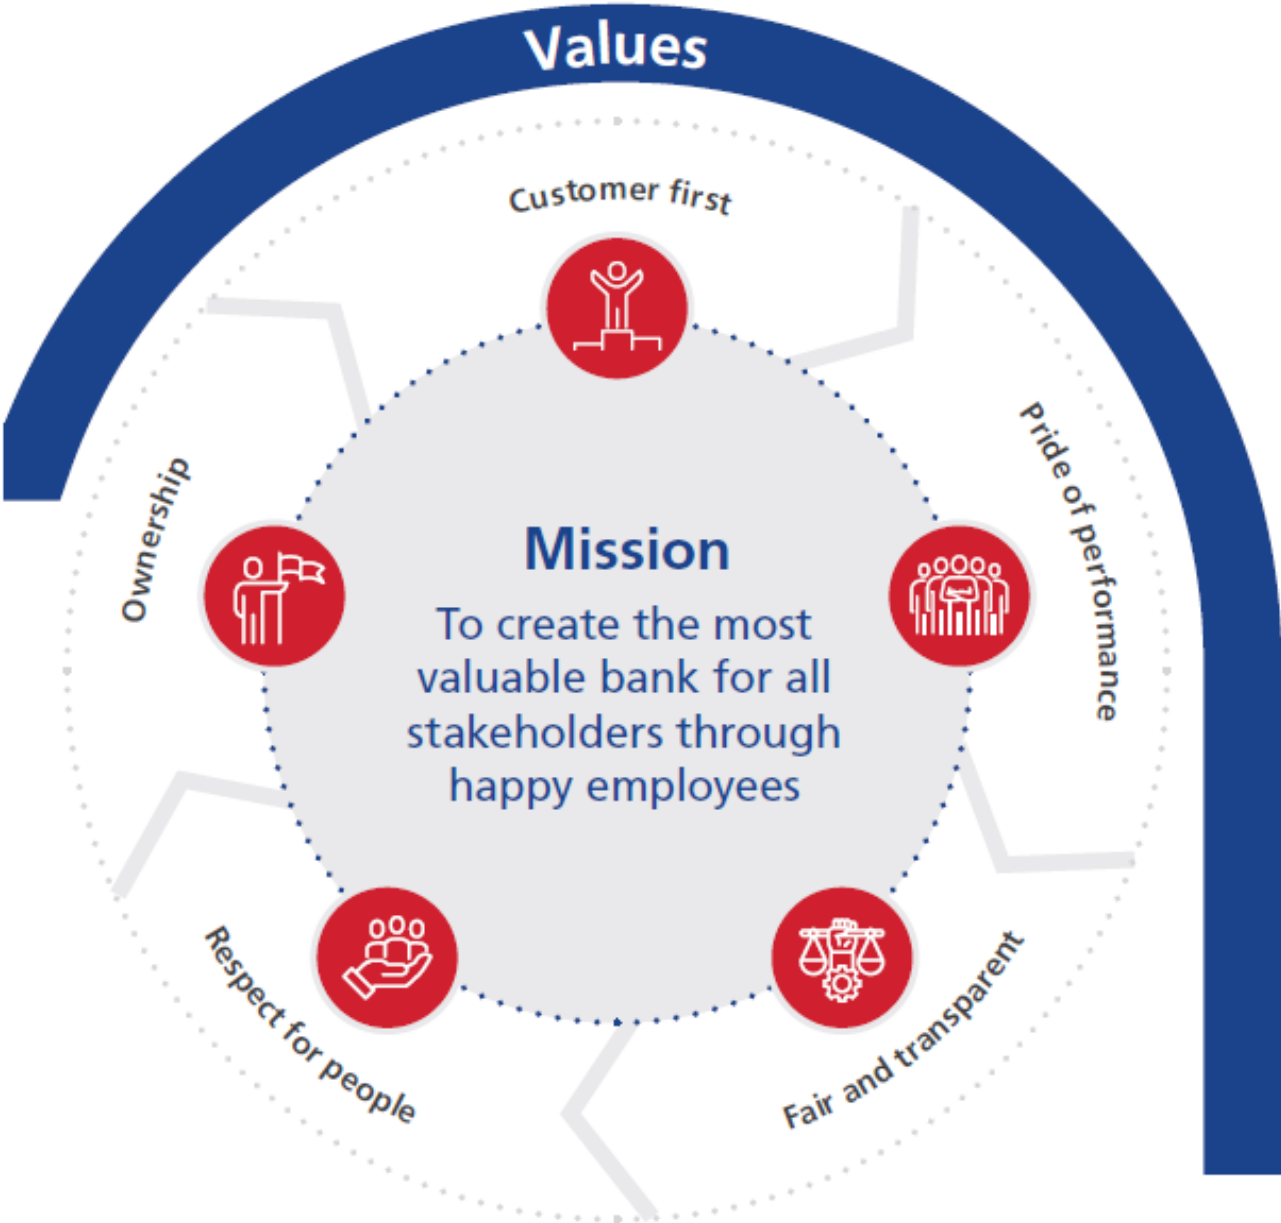 Values
Customer first
Pride of performance
Fair and transparent
Respect for people
Ownership
Mission
To create the most
valuable bank for all
stakeholders through
happy employees